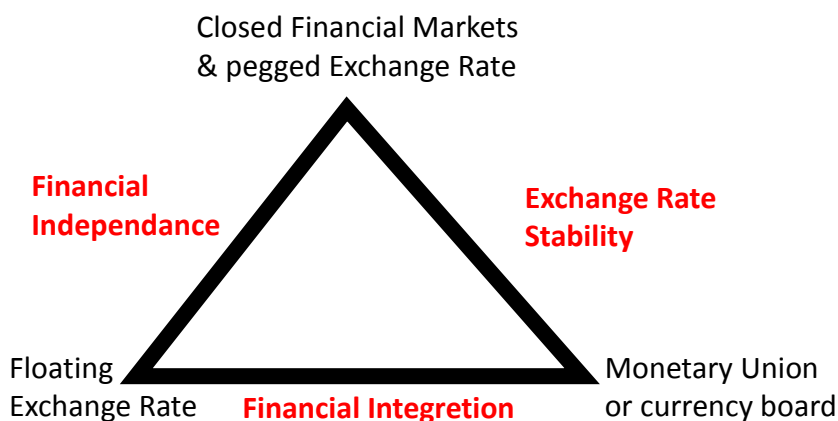 Closed Financial Markets
& pegged Exchange Rate
Financial
Independance
Exchange Rate
Stability
Floating
Exchange Rate
Financial Integretion
Monetary Union
or currency board